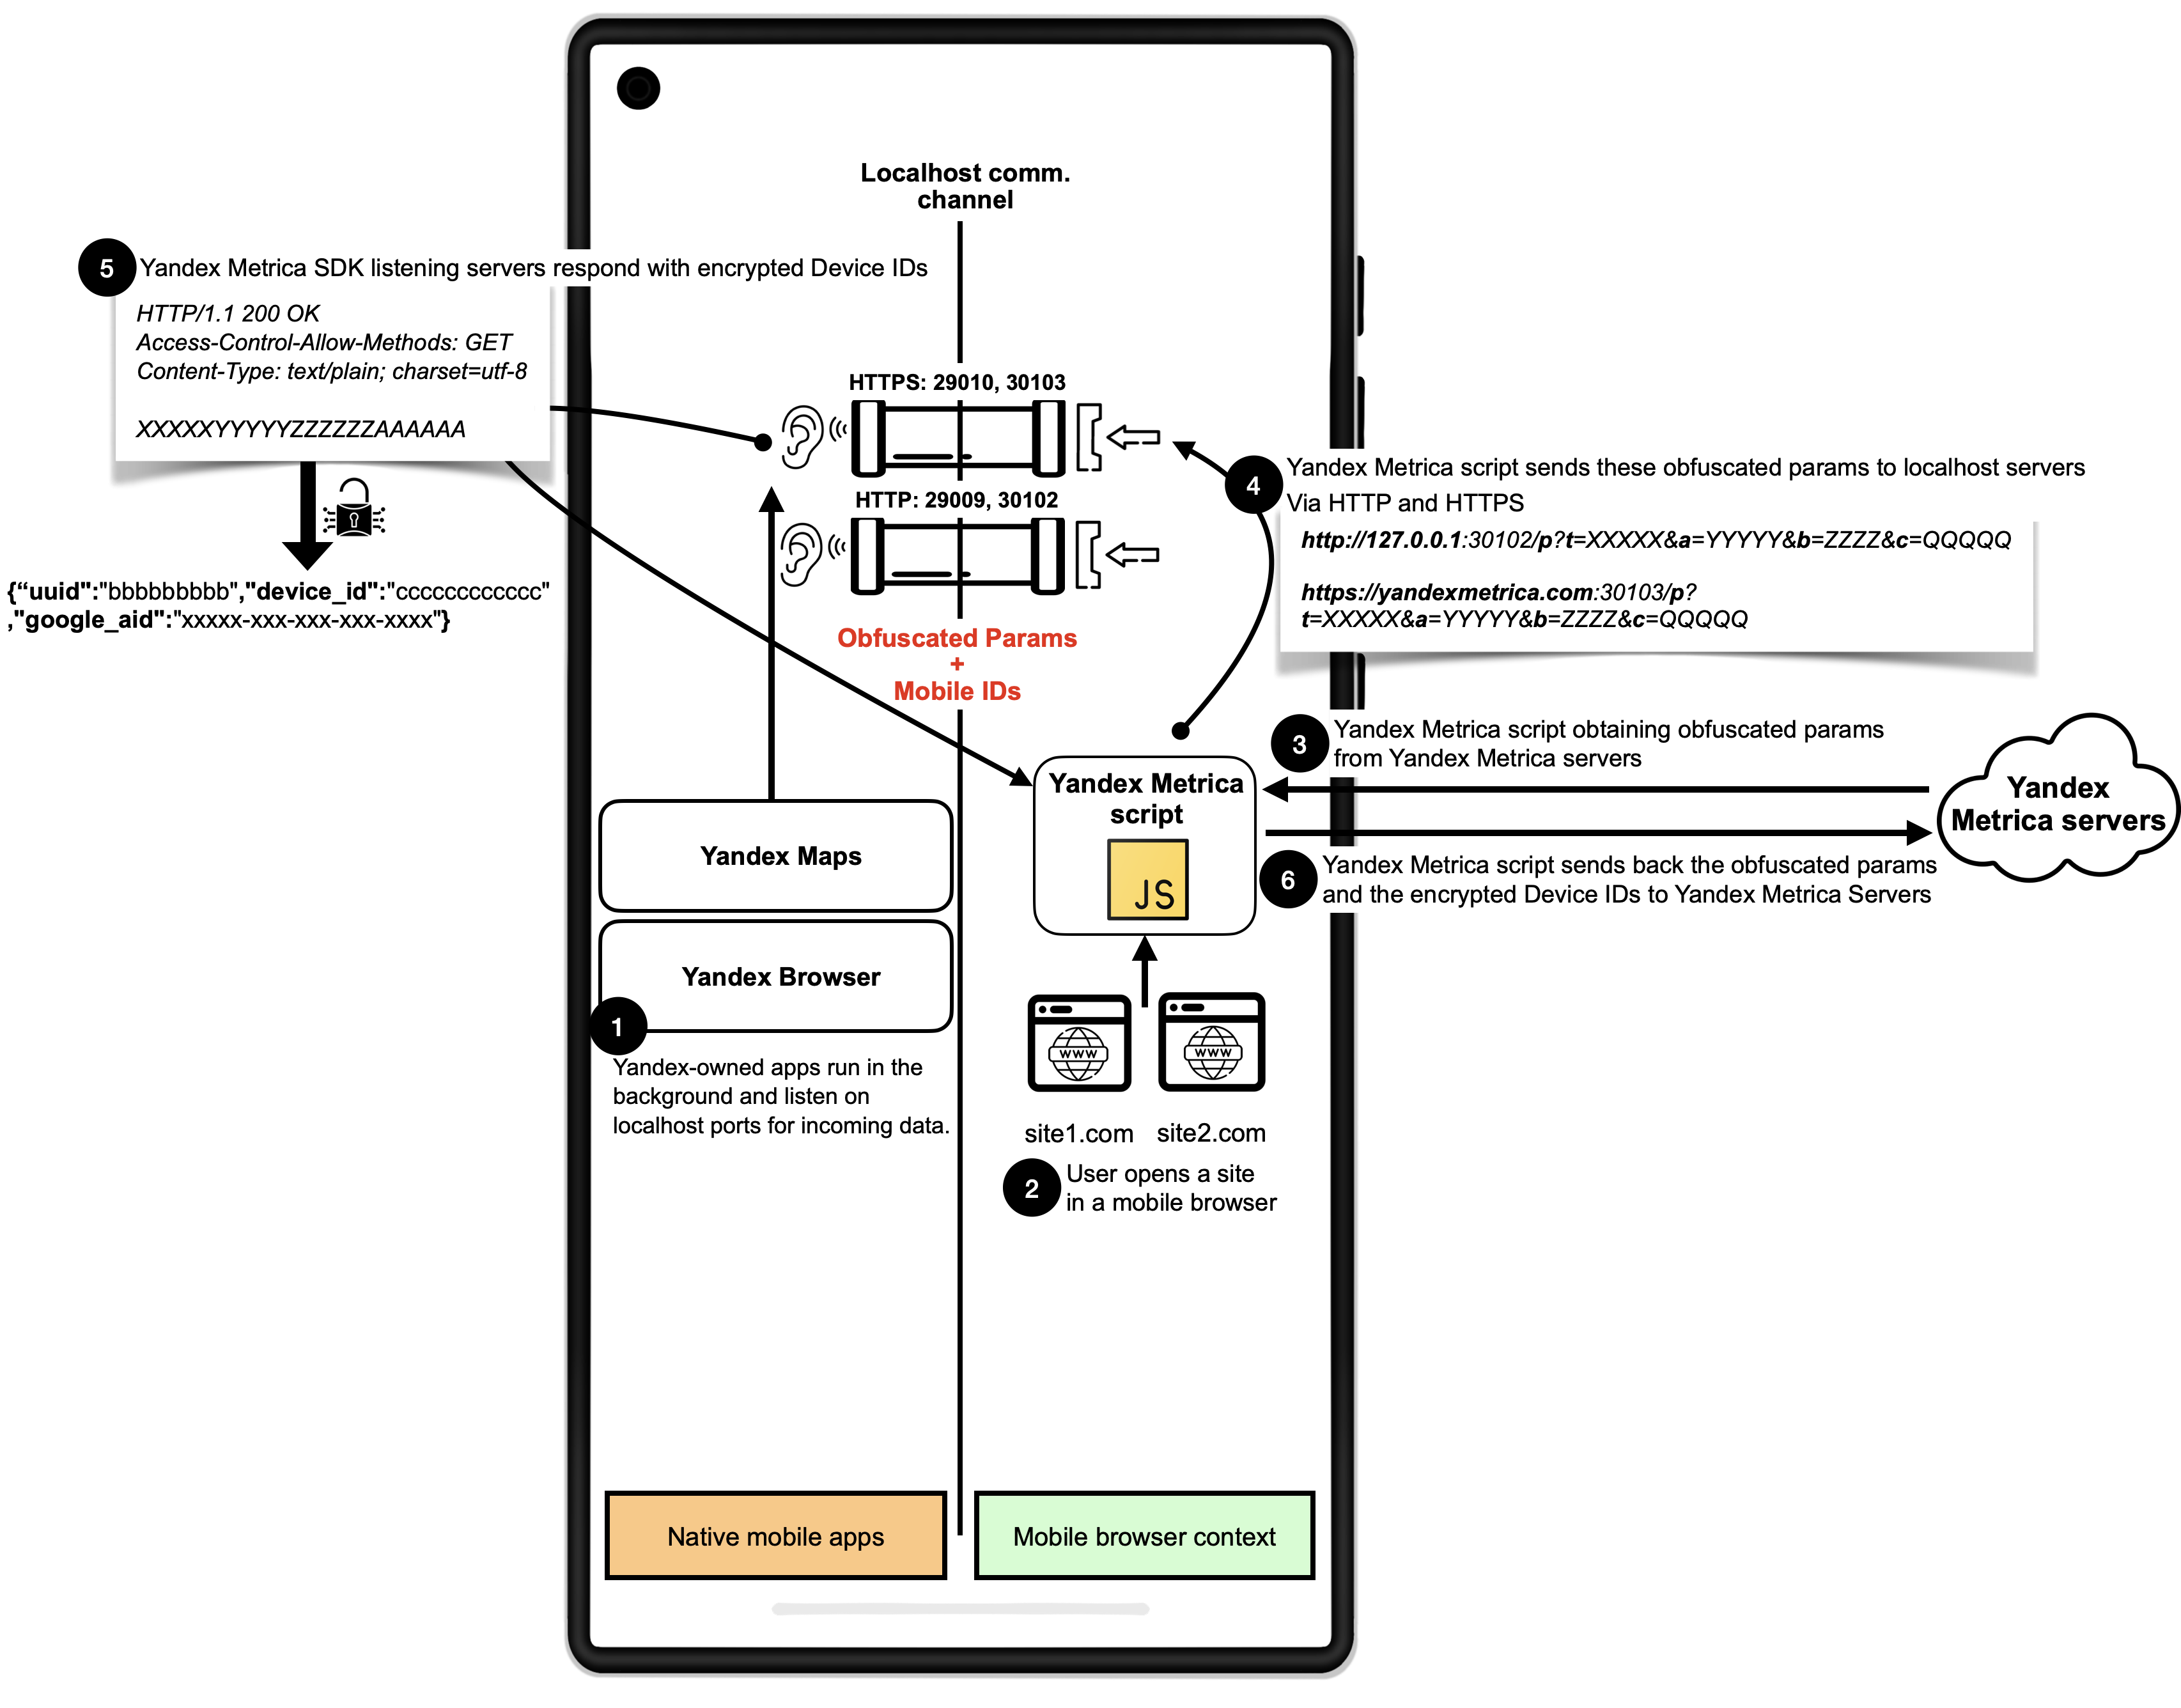 Localhost comm.
channel
5
Yandex Metrica SDK listening servers respond with encrypted Device IDs
HTTP/1.1 200 OK
Access-Control-Allow-Methods: GET
Content-Type: text/plain; charset=utf-8
XXXXXYYYYYZZZZZZAAAAAA
{“uuid":"bbbbbbbbbb","device_id":"cccccccccccc"
,"google_aid":"xxxxx-xxx-xxx-xxx-xxxx"}
HTTPS: 29010, 30103
HTTP: 29009, 30102
Obfuscated Params
+
Mobile IDs
4
Yandex Metrica script sends these obfuscated params to localhost servers
Via HTTP and HTTPS
http://127.0.0.1:30102/p?t=XXXXX&a=YYYYY&b=ZZZZ&c=QQQQQ
https://yandexmetrica.com:30103/p?
t=XXXXX&a=YYYYY&b=ZZZZ&c=QQQQQ
3
Yandex Metrica script obtaining obfuscated params
from Yandex Metrica servers
Yandex
Metrica servers
6
Yandex Metrica script sends back the obfuscated params
and the encrypted Device IDs to Yandex Metrica Servers
Yandex Metrica
script
JS
Yandex Maps
Yandex Browser
1
Yandex-owned apps run in the
background and listen on
localhost ports for incoming data.
WWW
WWW
site1.com
site2.com
2
User opens a site
in a mobile browser
Native mobile apps
Mobile browser context